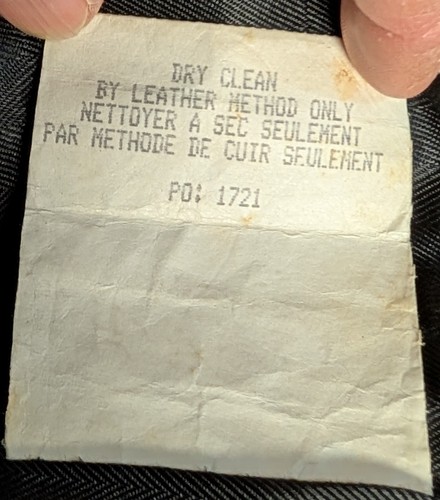 DRY CLEAN
BY LEATHER METHOD ONLY
NETTOYER A SEC SEULEMENT
PAR METHODE DE CUIR SEULEMENT
PO: 1721